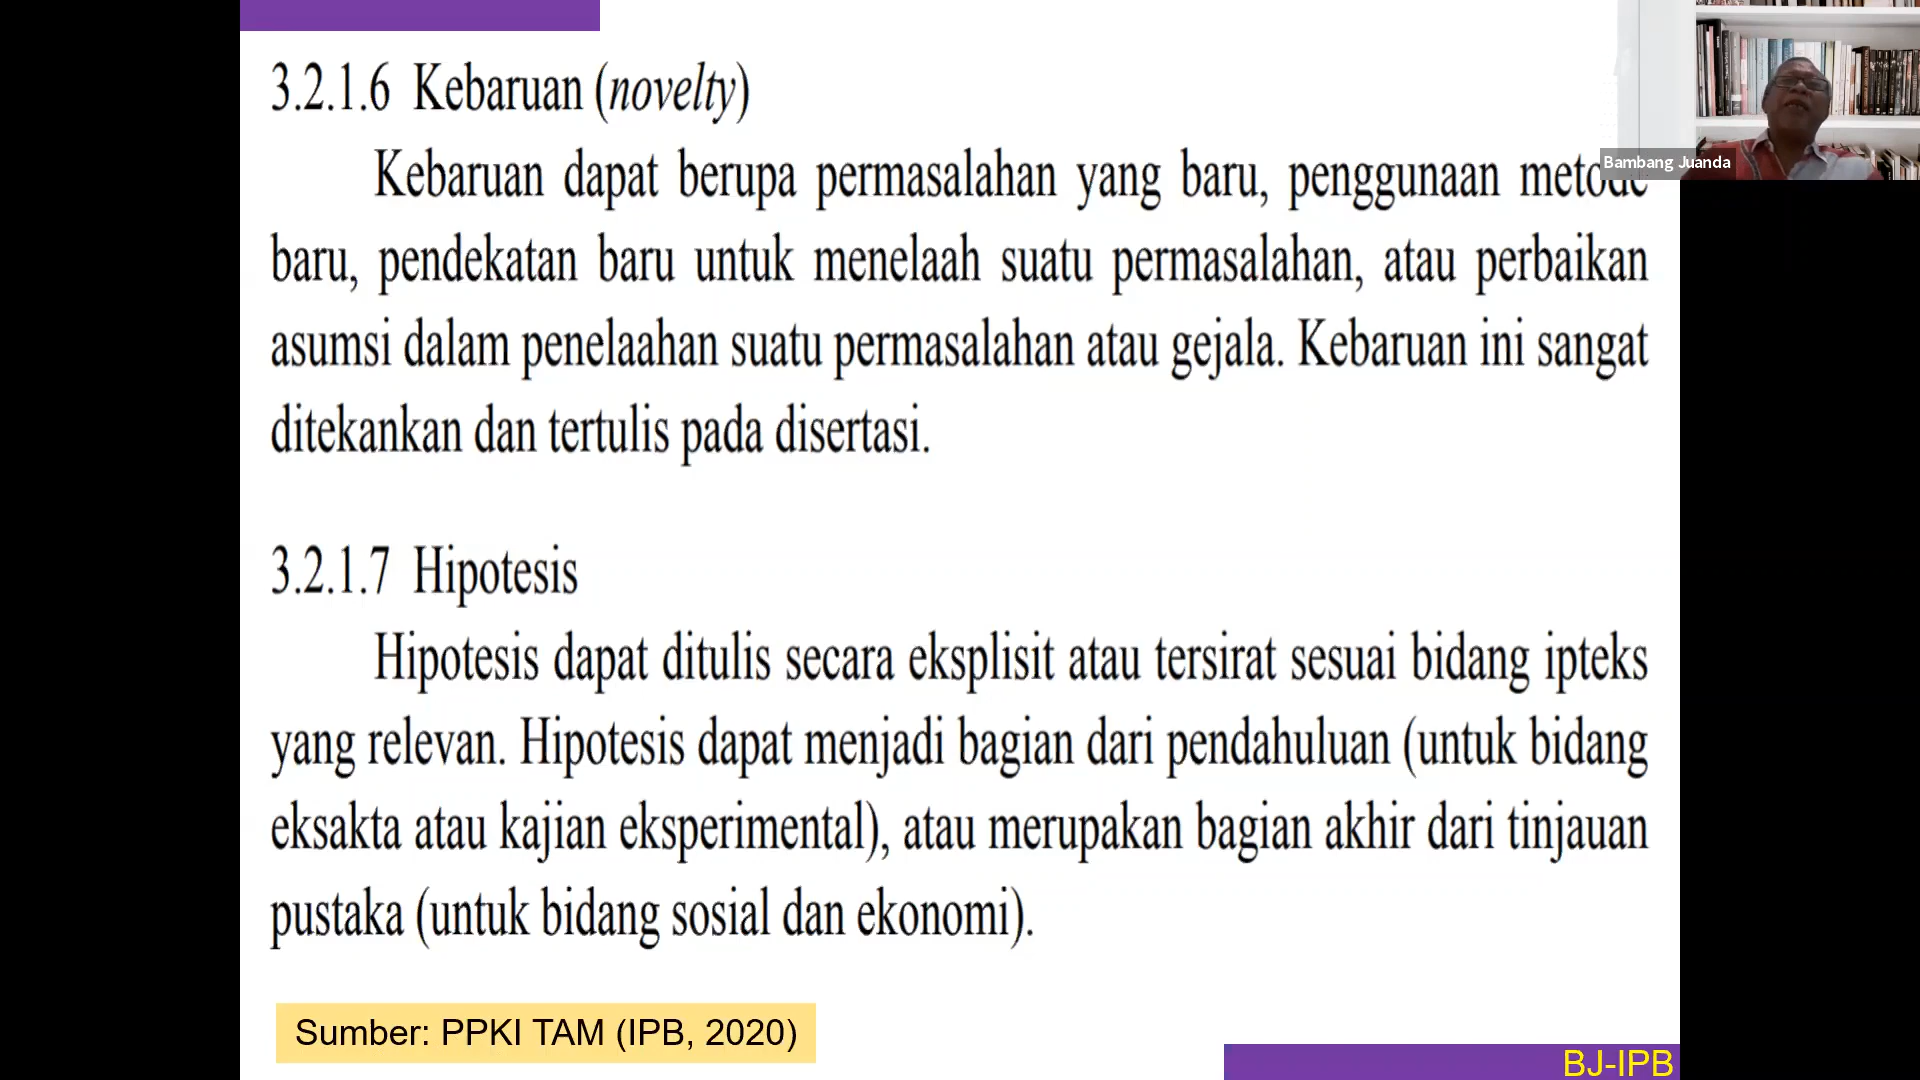 3.2.1.6 Kebaruan (novelty)
Kebaruan dapat berupa permasalahan yang baru, penggunaan metode
baru, pendekatan baru untuk menelaah suatu permasalahan, atau perbaikan
asumsi dalam penelaahan suatu permasalahan atau gejala. Kebaruan ini sangat
ditekankan dan tertulis pada disertasi.
3.2.1.7 Hipotesis
Hipotesis dapat ditulis secara eksplisit atau tersirat sesuai bidang ipteks
yang relevan. Hipotesis dapat menjadi bagian dari pendahuluan (untuk bidang
eksakta atau kajian eksperimental), atau merupakan bagian akhir dari tinjauan
pustaka (untuk bidang sosial dan ekonomi).
Sumber: PPKI TAM (IPB, 2020)
BJ-IPB
Bambang Juanda